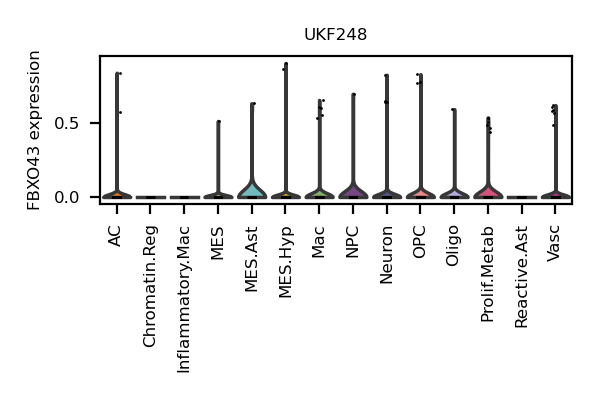 UKF248
FBXO43 expression
0.5
0.0
AC
Chromatin.Reg
Inflammatory.Mac
MES
MES.Ast
MES.Hyp
Mac
NPC
Neuron
OPC
Oligo
Prolif.Metab
Reactive.Ast
Vasc